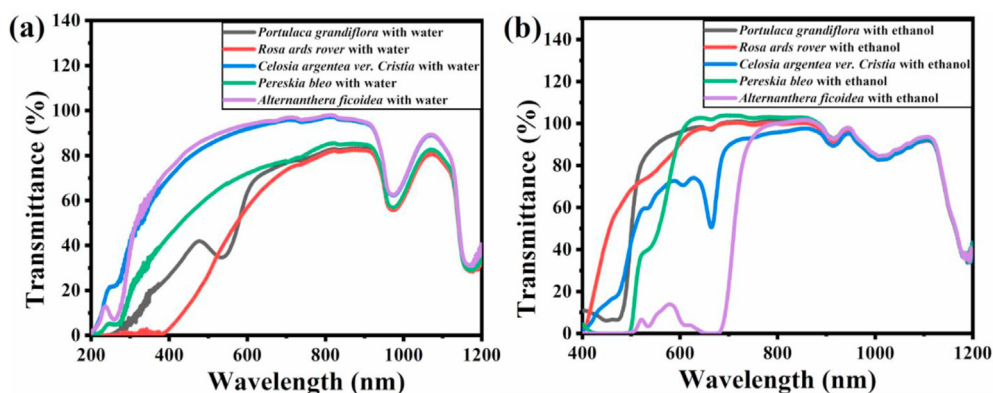 (a)
Portulaca grandiflora with water
Rosa ards rover with water
Celosia argentea ver. Cristia with water
Pereskia bleo with water
Alternanthera ficoidea with water
Transmittance (%)
140
120
100
80
60
40
20
0
200 400 600 800 1000 1200
Wavelength (nm)
(b)
Portulaca grandiflora with ethanol
Rosa ards rover with ethanol
Celosia argentea ver. Cristia with ethanol
Pereskia bleo with ethanol
Alternanthera ficoidea with ethanol
Transmittance (%)
140
120
100
80
60
40
20
0
400 600 800 1000 1200
Wavelength (nm)